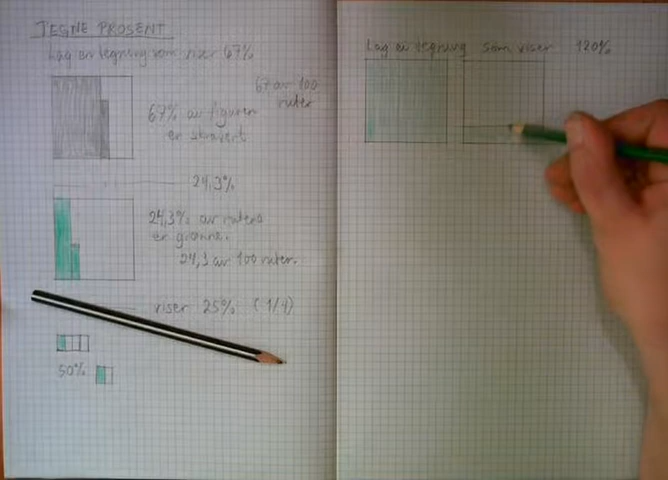 TEGNE PROSENT
Lag en tegning som viser 67%
67 av 100
ruter
67% av figuren
er skravert
24,3%
24,3% av rutene
er grønne.
24,3 av 100 ruter.
viser 25% (1/4)
50%
Lag en tegning som viser 120%